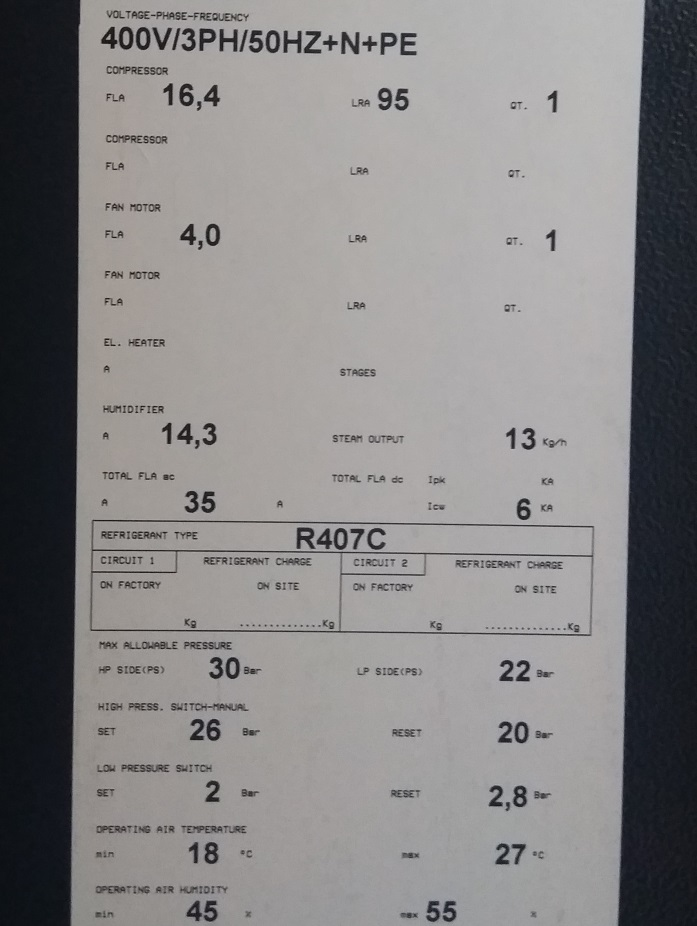 VOLTAGE-PHASE-FREQUENCY
400V/3PH/50HZ+N+PE
COMPRESSOR
FLA 16,4 LRA 95 QT. 1
COMPRESSOR
FLA LRA QT.
FAN MOTOR
FLA 4,0 LRA QT. 1
FAN MOTOR
FLA LRA QT.
EL. HEATER
A STAGES
HUMIDIFIER
A 14,3 STEAM OUTPUT 13 Kg/h
TOTAL FLA ac TOTAL FLA dc Ipk KA
A 35 A Icw 6 KA
REFRIGERANT TYPE R407C
CIRCUIT 1 REFRIGERANT CHARGE CIRCUIT 2 REFRIGERANT CHARGE
ON FACTORY ON SITE ON FACTORY ON SITE
Kg ..............Kg Kg ..............Kg
MAX ALLOWABLE PRESSURE
HP SIDE(PS) 30 Bar LP SIDE(PS) 22 Bar
HIGH PRESS. SWITCH-MANUAL
SET 26 Bar RESET 20 Bar
LOW PRESSURE SWITCH
SET 2 Bar RESET 2,8 Bar
OPERATING AIR TEMPERATURE
min 18 °C max 27 °C
OPERATING AIR HUMIDITY
min 45 % max 55 %